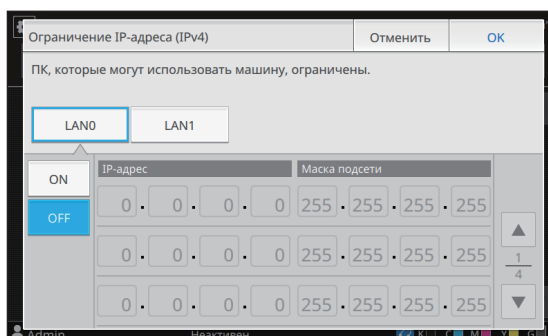 Ограничение IP-адреса (IPv4) Отменить OK
ПК, которые могут использовать машину, ограничены.
LAN0 LAN1
ON
OFF
IP-адрес Маска подсети
0. 0. 0. 0 255. 255. 255. 255
0. 0. 0. 0 255. 255. 255. 255
0. 0. 0. 0 255. 255. 255. 255
1
4
Admin Неактивен K C M Y